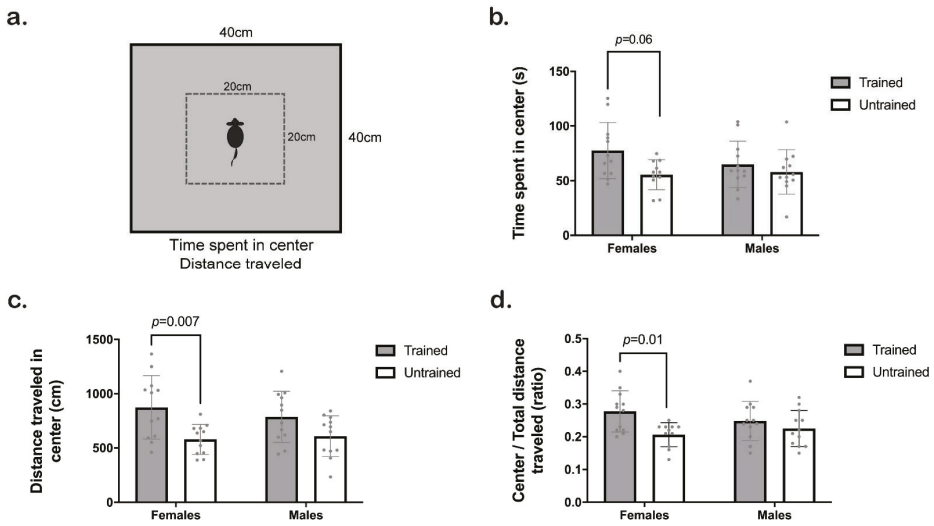 a.
40cm
20cm
20cm
40cm
Time spent in center
Distance traveled
b.
p=0.06
Time spent in center (s)
150
100
50
0
Females
Males
Trained
Untrained
c.
p=0.007
Distance traveled in
center (cm)
1500
1000
500
0
Females
Males
Trained
Untrained
d.
p=0.01
Center / Total distance
traveled (ratio)
0.5
0.4
0.3
0.2
0.1
0.0
Females
Males
Trained
Untrained